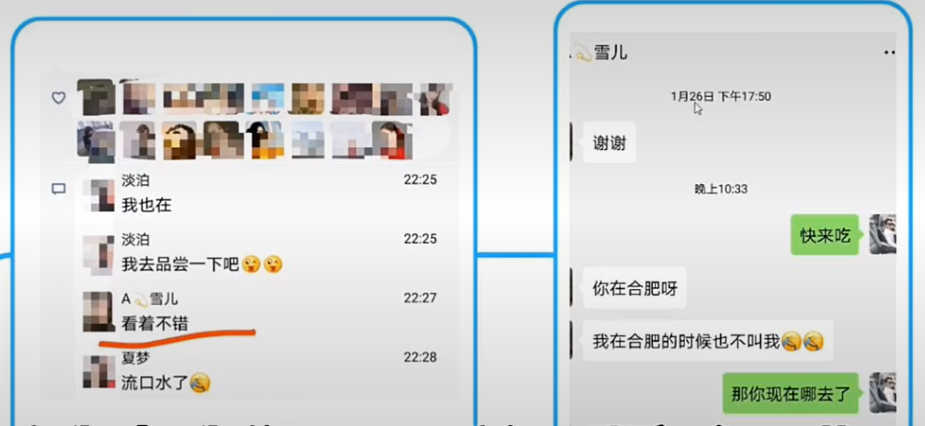 淡泊
22:25
我也在
淡泊
22:25
我去品尝一下吧
A 雪儿
22:27
看着不错
夏梦
22:28
流口水了
雪儿
1月26日 下午17:50
谢谢
晚上10:33
快来吃
你在合肥呀
我在合肥的时候也不叫我
那你现在哪去了